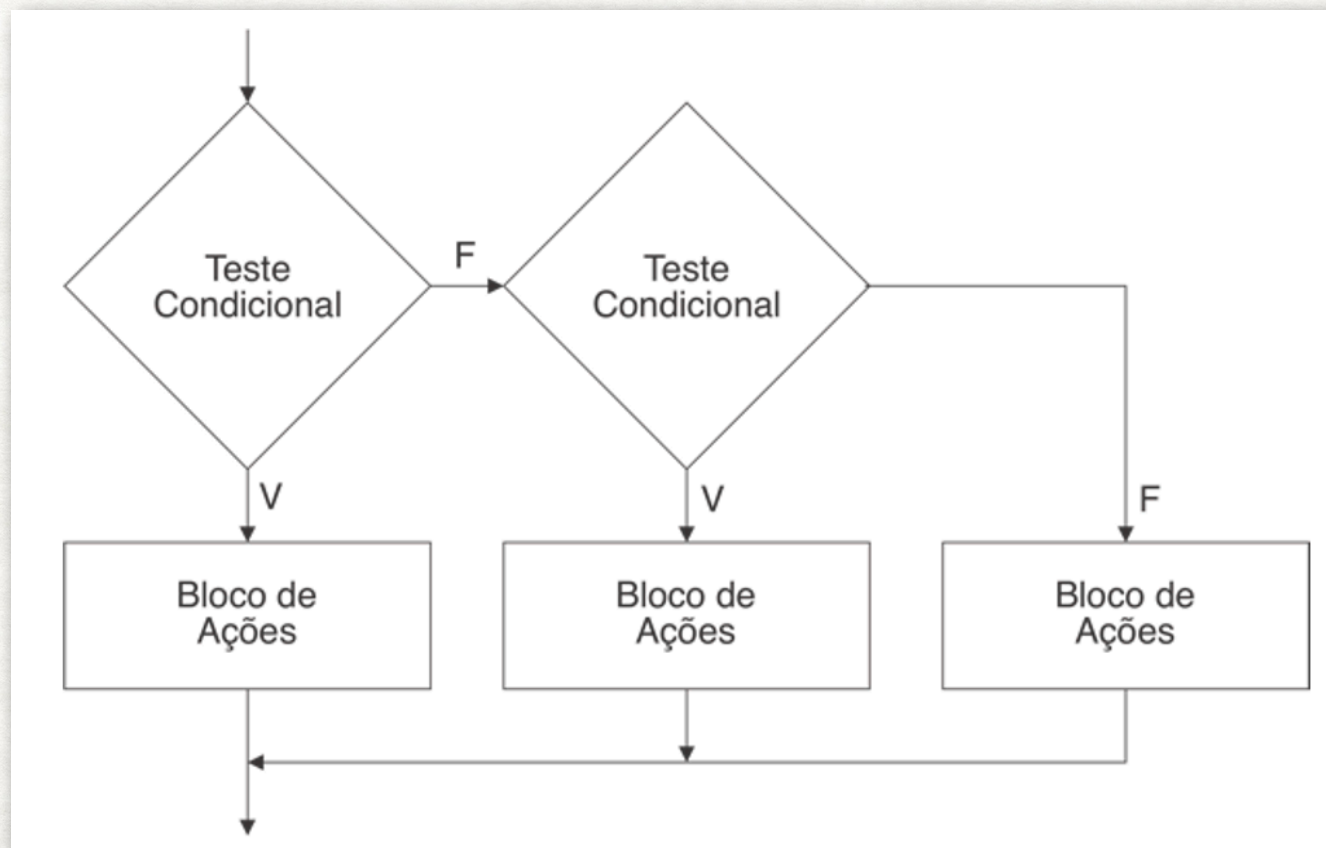 Teste
Condicional
F
Teste
Condicional
V
V
F
Bloco de
Ações
Bloco de
Ações
Bloco de
Ações